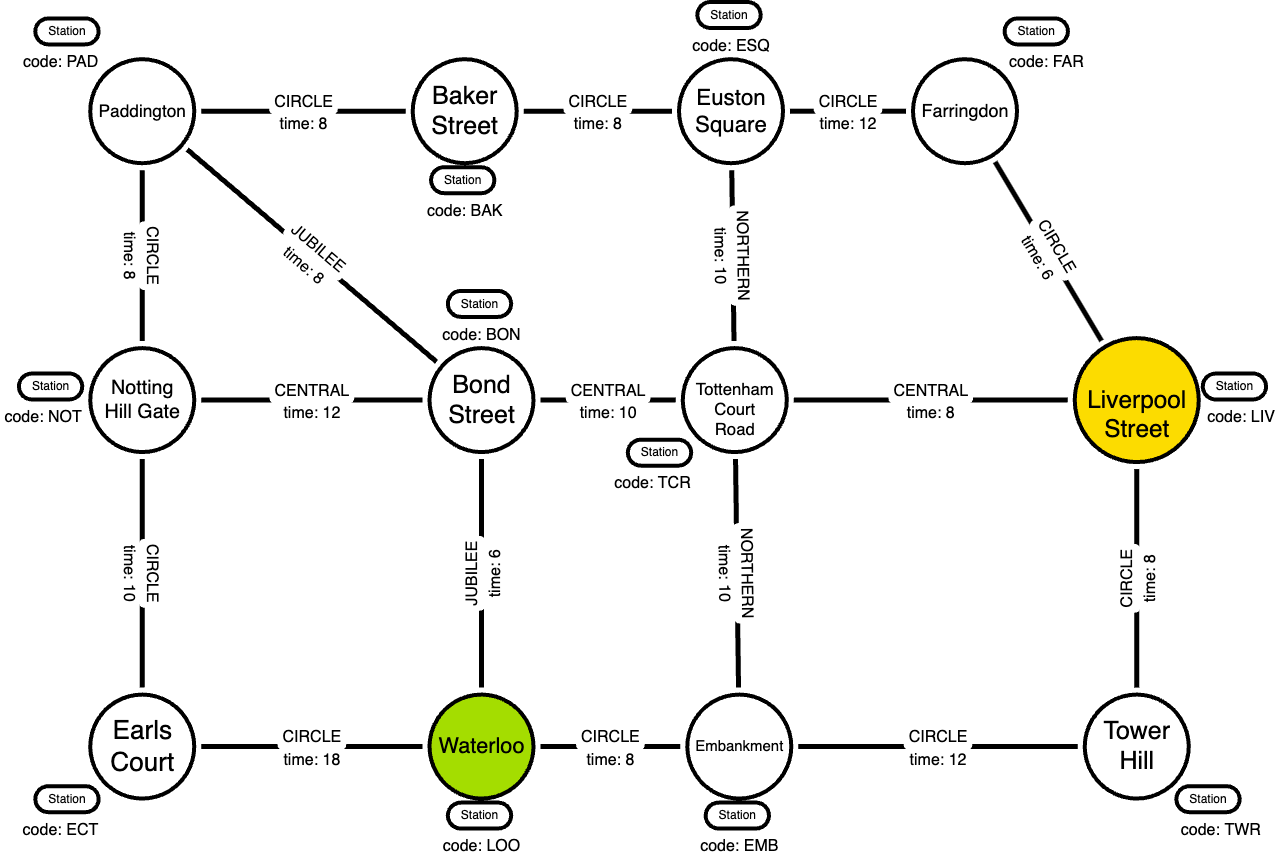 Station
code: PAD
Station
code: ESQ
Station
code: FAR
Paddington
CIRCLE
time: 8
Baker
Street
CIRCLE
time: 8
Euston
Square
CIRCLE
time: 12
Farringdon
Station
code: BAK
CIRCLE
time: 8
JUBILEE
time: 8
NORTHERN
time: 10
CIRCLE
time: 6
Station
code: BON
Station
code: NOT
Notting
Hill Gate
CENTRAL
time: 12
Bond
Street
CENTRAL
time: 10
Tottenham
Court
Road
CENTRAL
time: 8
Liverpool
Street
Station
code: LIV
Station
code: TCR
CIRCLE
time: 10
JUBILEE
time: 6
NORTHERN
time: 10
CIRCLE
time: 8
Earls
Court
CIRCLE
time: 18
Waterloo
CIRCLE
time: 8
Embankment
CIRCLE
time: 12
Tower
Hill
Station
code: ECT
Station
code: LOO
Station
code: EMB
Station
code: TWR